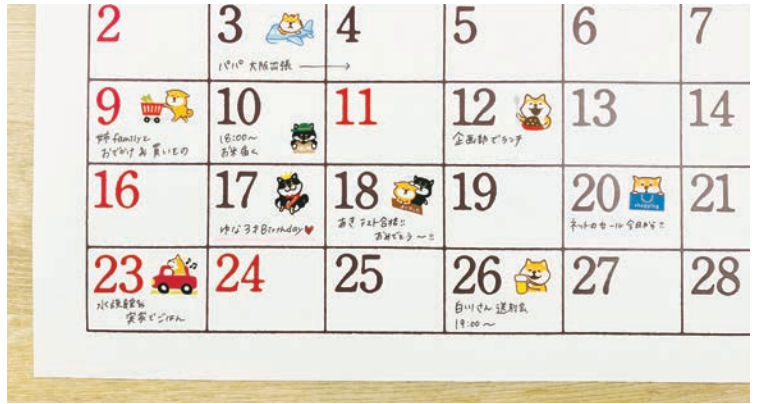 2 3 4 5 6 7
パパ 大阪出張 →
9 10 11 12 13 14
姉familyと
おでかけ&買いもの
18:00〜
お米届く
企画部でランチ
16 17 18 19 20 21
ゆな3才Birthday♥
あき テスト合格!!
おめでとう〜!!
shopping
ネットのセール今日から!!
23 24 25 26 27 28
水族館&
実家でごはん
白川さん 送別会
19:00〜